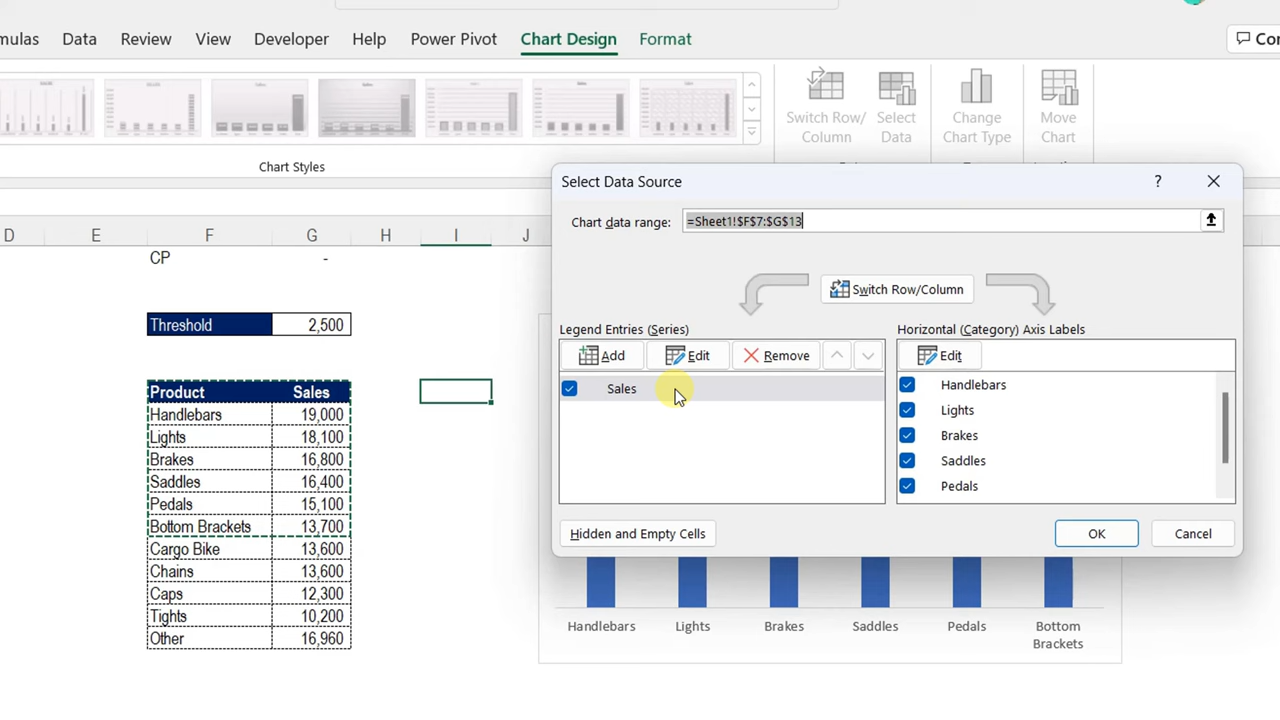 mulas Data Review View Developer Help Power Pivot Chart Design Format Cor
Switch Row/
Column
Select
Data
Change
Chart Type
Move
Chart
Chart Styles
Select Data Source ?
Chart data range: =Sheet1!$F$7:$G$13
D E F G H I J
CP -
Switch Row/Column
Threshold 2,500
Legend Entries (Series) Horizontal (Category) Axis Labels
Add Edit Remove Edit
Product Sales
Handlebars 19,000
Lights 18,100
Brakes 16,800
Saddles 16,400
Pedals 15,100
Bottom Brackets 13,700
Cargo Bike 13,600
Chains 13,600
Caps 12,300
Tights 10,200
Other 16,960
Sales
Handlebars
Lights
Brakes
Saddles
Pedals
Hidden and Empty Cells OK Cancel
Handlebars Lights Brakes Saddles Pedals Bottom
Brackets